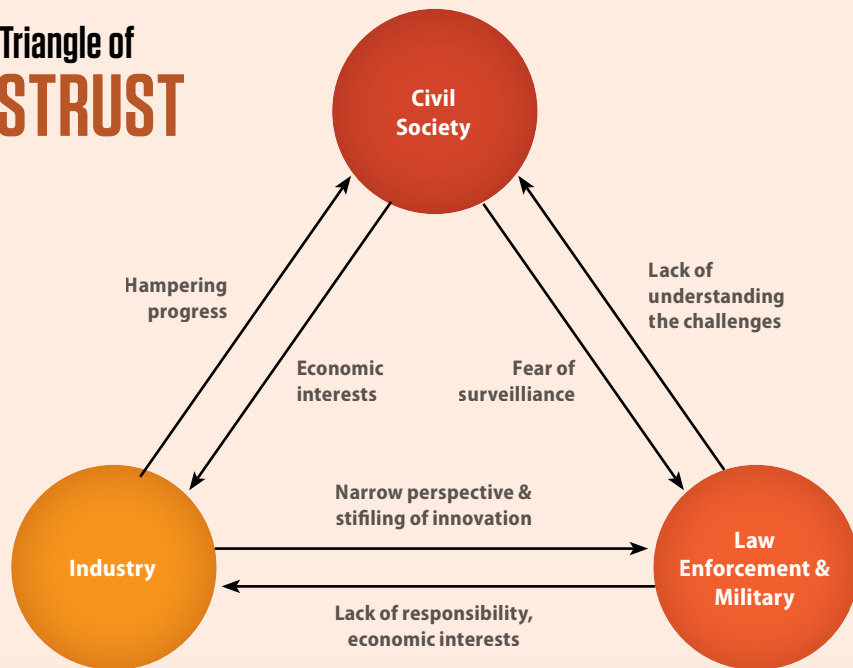 Triangle of
STRUST
Civil
Society
Hampering
progress
Lack of
understanding
the challenges
Economic
interests
Fear of
surveilliance
Narrow perspective &
stifiling of innovation
Industry
Law
Enforcement &
Military
Lack of responsibility,
economic interests